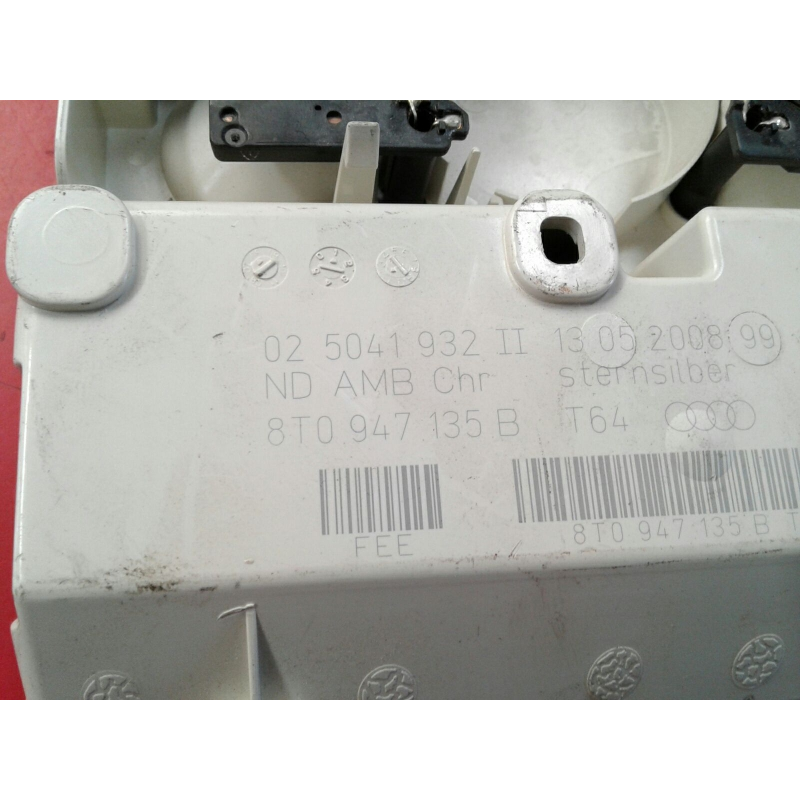 02 5041 932 II 13 05 2008 99
ND AMB Chr sternsilber
8T0 947 135 B T64
FEE
8T0 947 135 B T